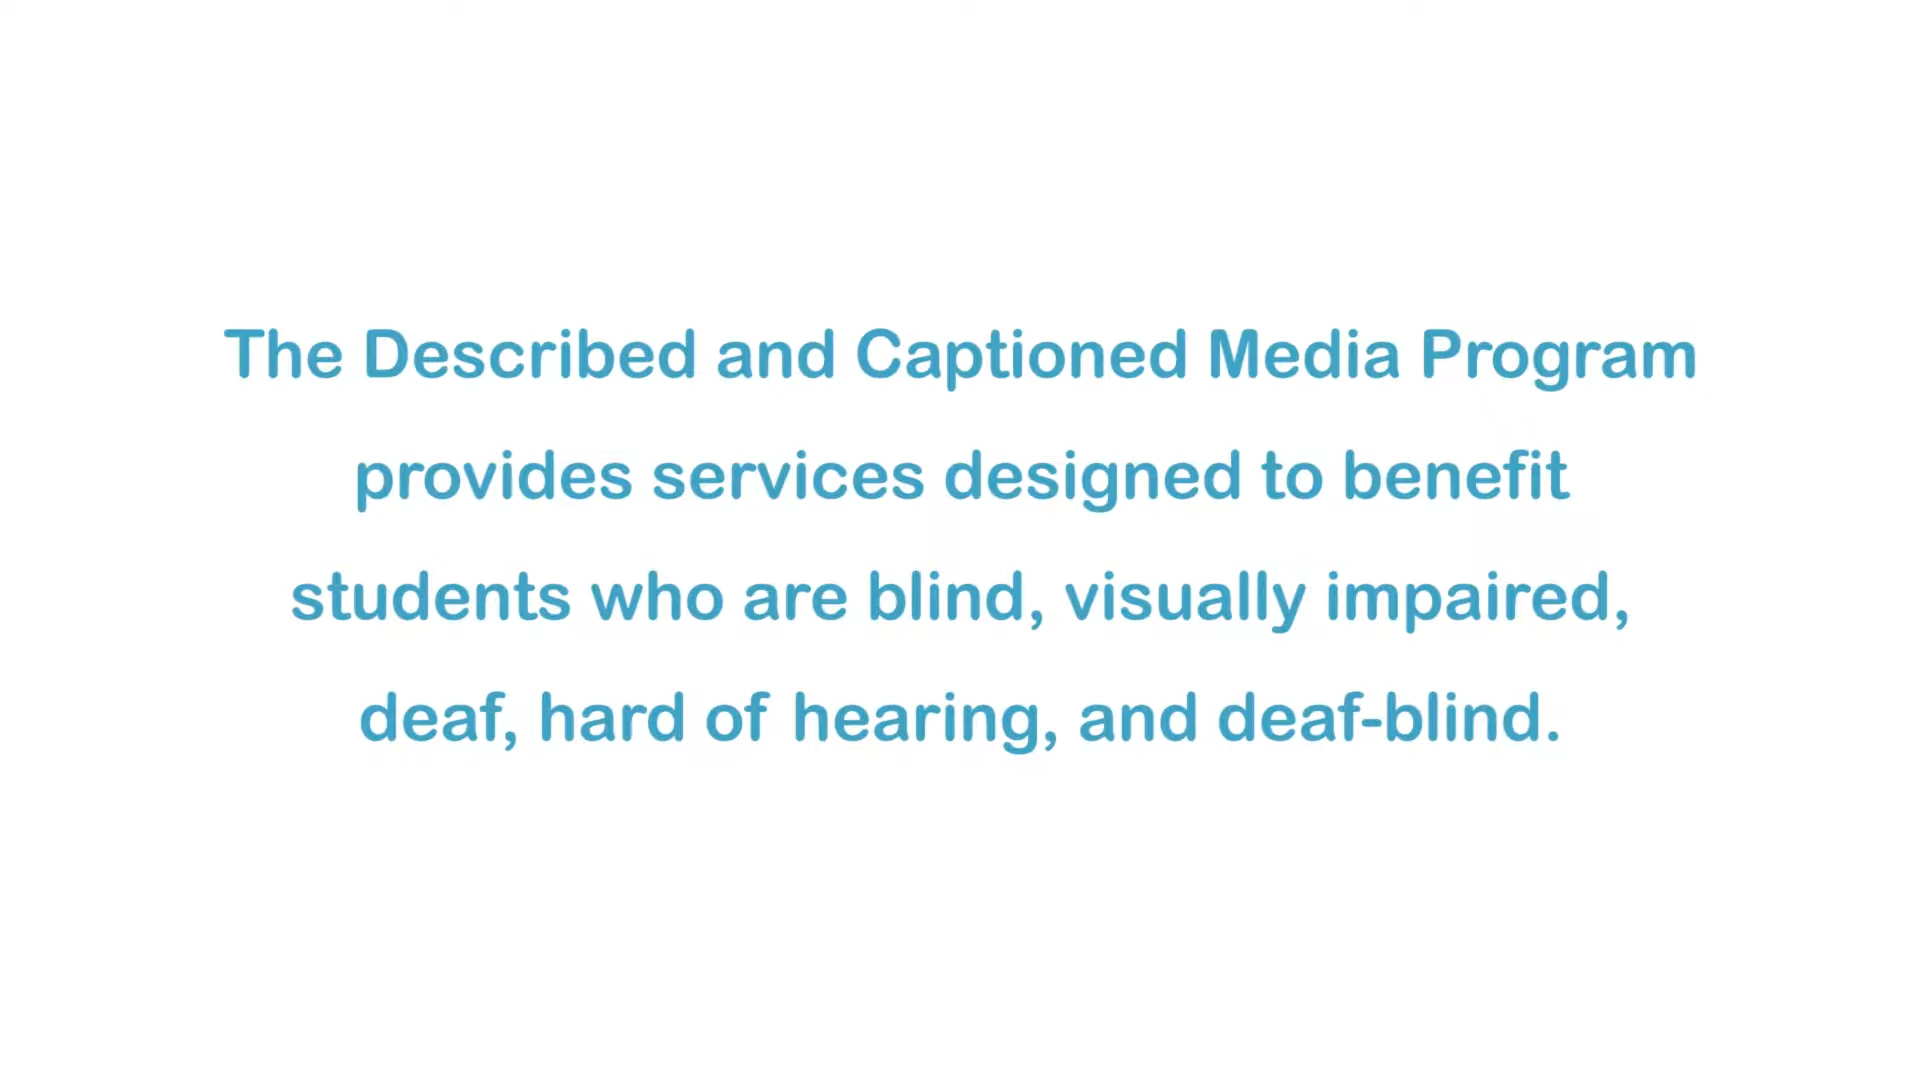 The Described and Captioned Media Program
provides services designed to benefit
students who are blind, visually impaired,
deaf, hard of hearing, and deaf-blind.